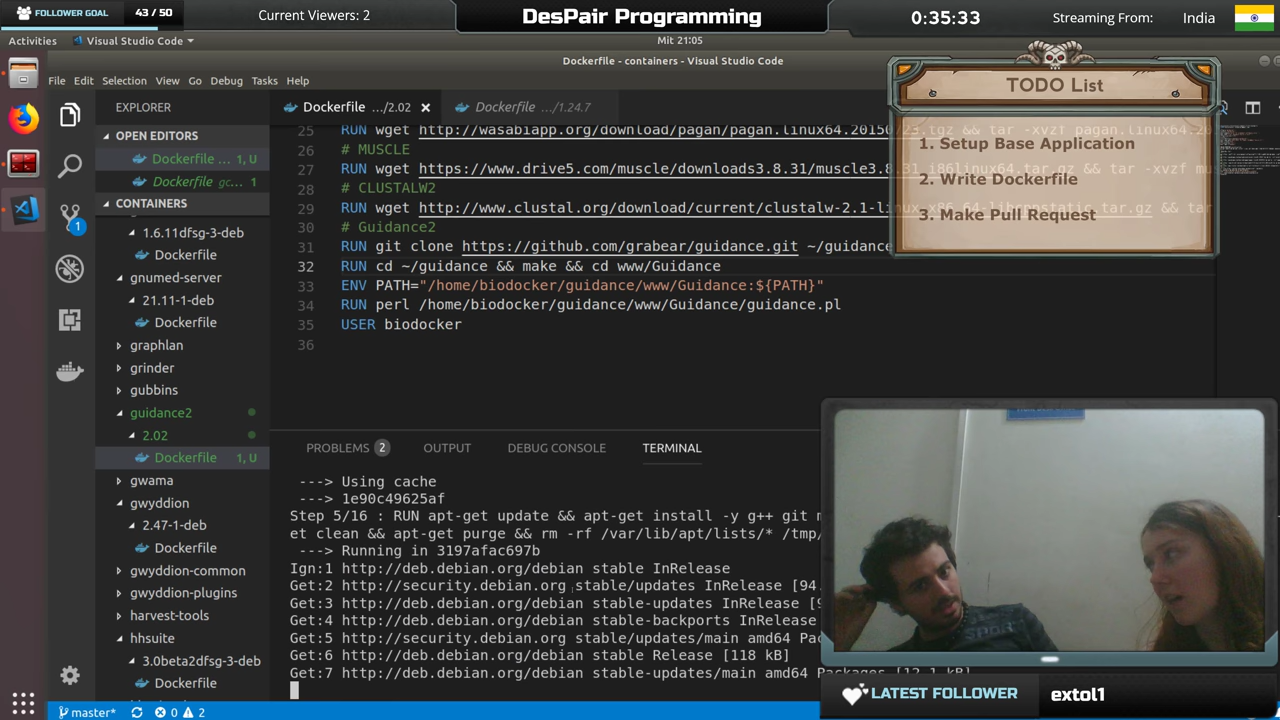 FOLLOWER GOAL 43 / 50 Current Viewers: 2 DesPair Programming 0:35:33 Streaming From: India
Activities Visual Studio Code Mit 21:05
Dockerfile - containers - Visual Studio Code
File Edit Selection View Go Debug Tasks Help
EXPLORER
OPEN EDITORS
Dockerfile ... 1, U
Dockerfile gc... 1
CONTAINERS
1.6.11dfsg-3-deb
Dockerfile
gnumed-server
21.11-1-deb
Dockerfile
graphlan
grinder
gubbins
guidance2
2.02
Dockerfile 1, U
gwama
gwyddion
2.47-1-deb
Dockerfile
gwyddion-common
gwyddion-plugins
harvest-tools
hhsuite
3.0beta2dfsg-3-deb
Dockerfile
Dockerfile .../2.02 Dockerfile .../1.24.7
25 RUN wget http://wasabiapp.org/download/pagan/pagan.linux64.20150 23.tgz && tar -xvzf pagan.linux64.20
26 # MUSCLE
27 RUN wget https://www.drive5.com/muscle/downloads3.8.31/muscle3.8.31_i86linux64.tar.gz && tar -xvzf mus
28 # CLUSTALW2
29 RUN wget http://www.clustal.org/download/current/clustalw-2.1-linux-x86_64-libcppstatic.tar.gz && tar
30 # Guidance2
31 RUN git clone https://github.com/grabear/guidance.git ~/guidance
32 RUN cd ~/guidance && make && cd www/Guidance
33 ENV PATH="/home/biodocker/guidance/www/Guidance:${PATH}"
34 RUN perl /home/biodocker/guidance/www/Guidance/guidance.pl
35 USER biodocker
36
TODO List
1. Setup Base Application
2. Write Dockerfile
3. Make Pull Request
PROBLEMS 2 OUTPUT DEBUG CONSOLE TERMINAL
---> Using cache
---> 1e90c49625af
Step 5/16 : RUN apt-get update && apt-get install -y g++ git m
et clean && apt-get purge && rm -rf /var/lib/apt/lists/* /tmp/
---> Running in 3197afac697b
Ign:1 http://deb.debian.org/debian stable InRelease
Get:2 http://security.debian.org stable/updates InRelease [94.
Get:3 http://deb.debian.org/debian stable-updates InRelease [9
Get:4 http://deb.debian.org/debian stable-backports InRelease
Get:5 http://security.debian.org stable/updates/main amd64 Pac
Get:6 http://deb.debian.org/debian stable Release [118 kB]
Get:7 http://deb.debian.org/debian stable-updates/main amd64 Packages [12.1 kB]
SPOR
LATEST FOLLOWER extol1
master* 0 2